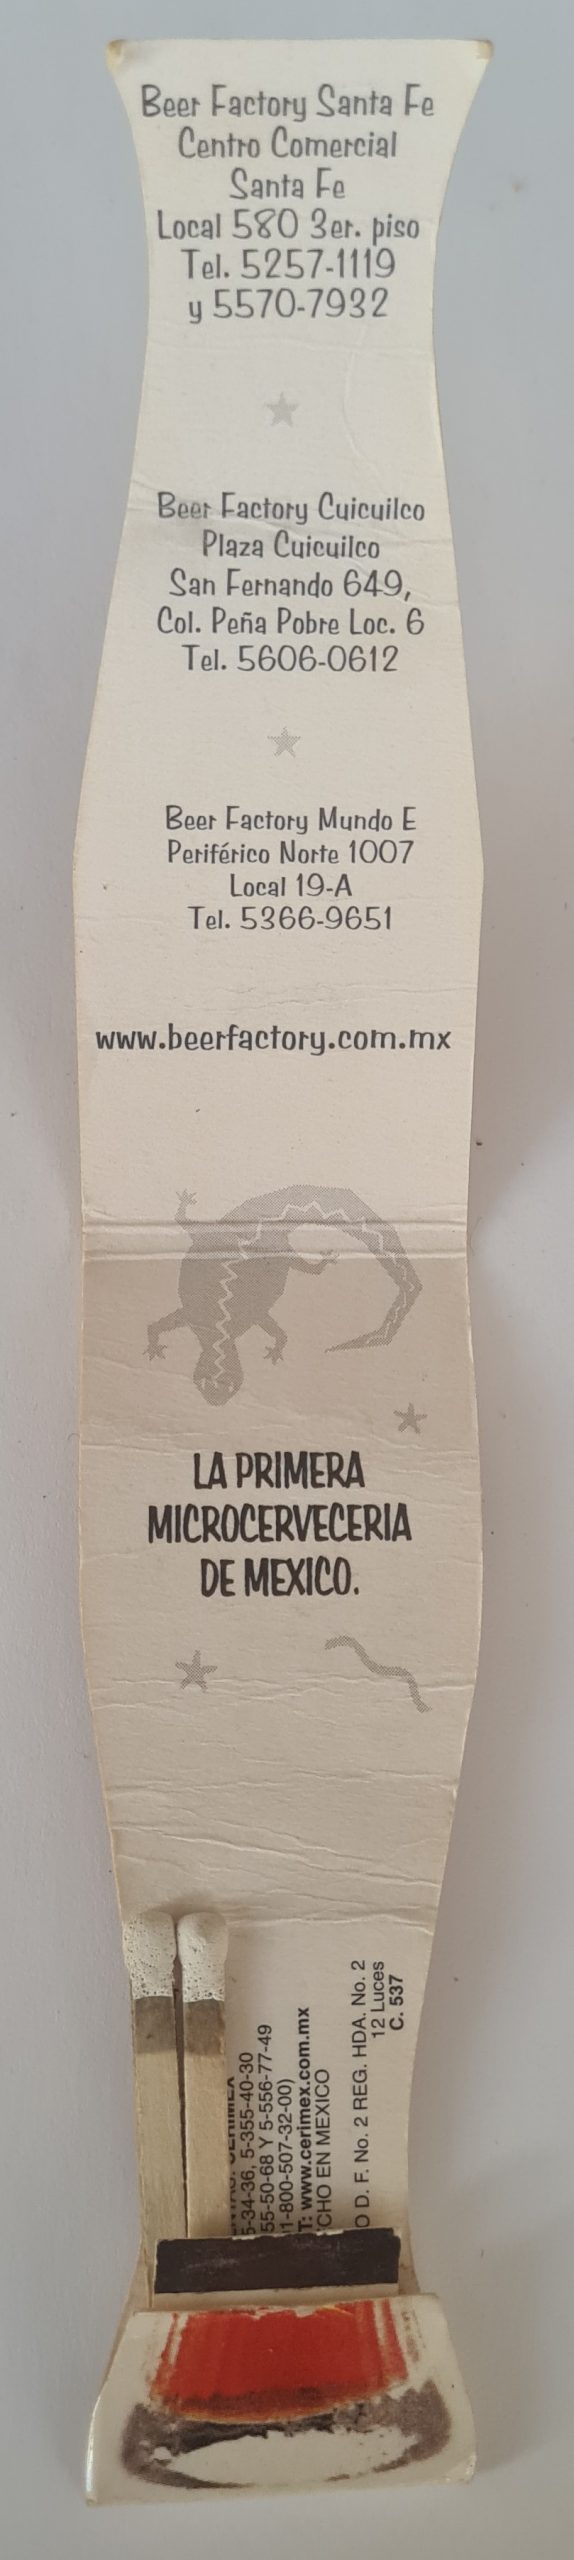 Beer Factory Santa Fe
Centro Comercial
Santa Fe
Local 580 3er. piso
Tel. 5257-1119
y 5570-7932
Beer Factory Cuicuilco
Plaza Cuicuilco
San Fernando 649,
Col. Peña Pobre Loc. 6
Tel. 5606-0612
Beer Factory Mundo E
Periférico Norte 1007
Local 19-A
Tel. 5366-9651
www.beerfactory.com.mx
LA PRIMERA
MICROCERVECERIA
DE MEXICO.
5-34-36, 5-355-40-30
55-50-68 Y 5-556-77-49
1-800-507-32-00)
T: www.cerimex.com.mx
CHO EN MEXICO
O D. F. No. 2 REG. HDA. No. 2
12 Luces
C. 537